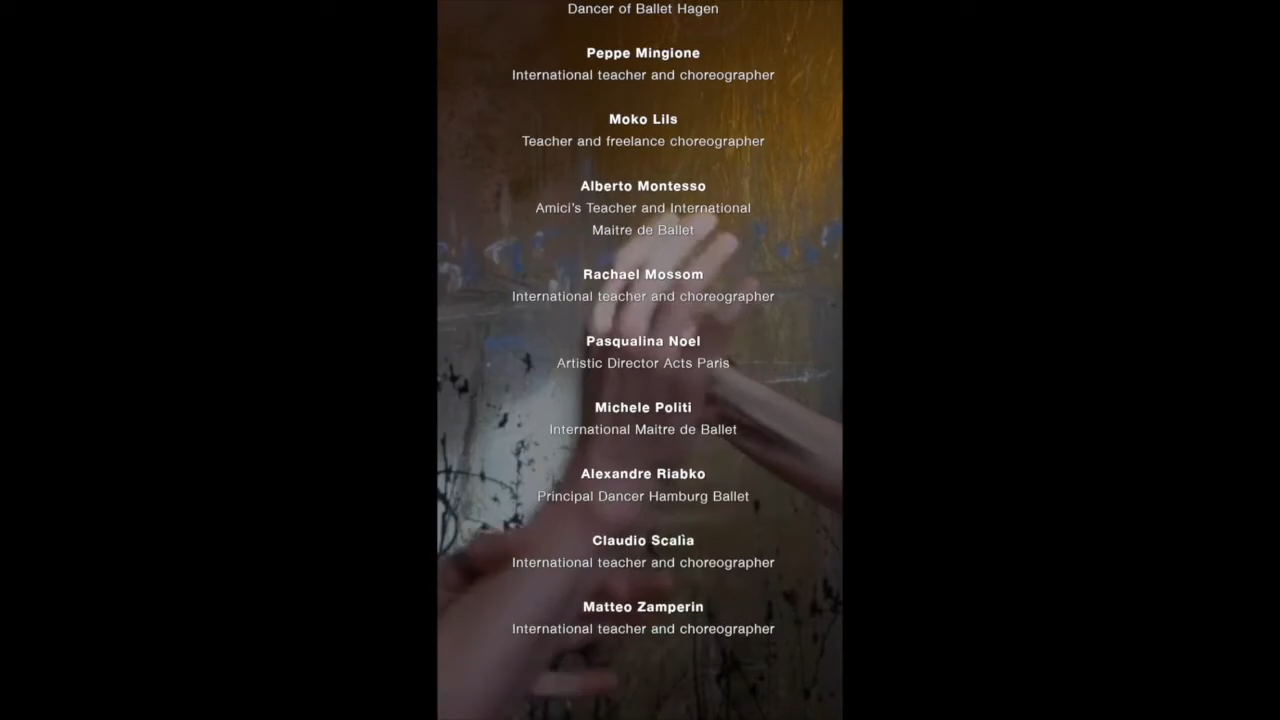 Dancer of Ballet Hagen
Peppe Mingione
International teacher and choreographer
Moko Lils
Teacher and freelance choreographer
Alberto Montesso
Amici's Teacher and International
Maitre de Ballet
Rachael Mossom
International teacher and choreographer
Pasqualina Noel
Artistic Director Acts Paris
Michele Politi
International Maitre de Ballet
Alexandre Riabko
Principal Dancer Hamburg Ballet
Claudio Scalìa
International teacher and choreographer
Matteo Zamperin
International teacher and choreographer